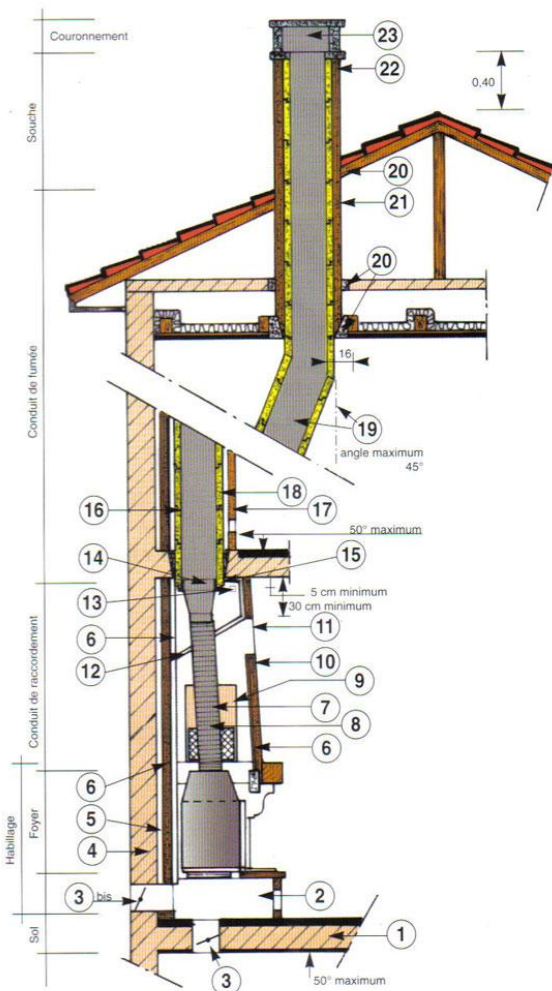 Couronnement
23
22
0,40
Souche
20
21
20
16
19
angle maximum
45°
Conduit de fumée
18
16
17
50° maximum
14
15
13
5 cm minimum
30 cm minimum
6
11
12
10
9
7
8
6
Conduit de raccordement
6
5
4
Foyer
Habillage
3 bis
2
1
Sol
3
50° maximum